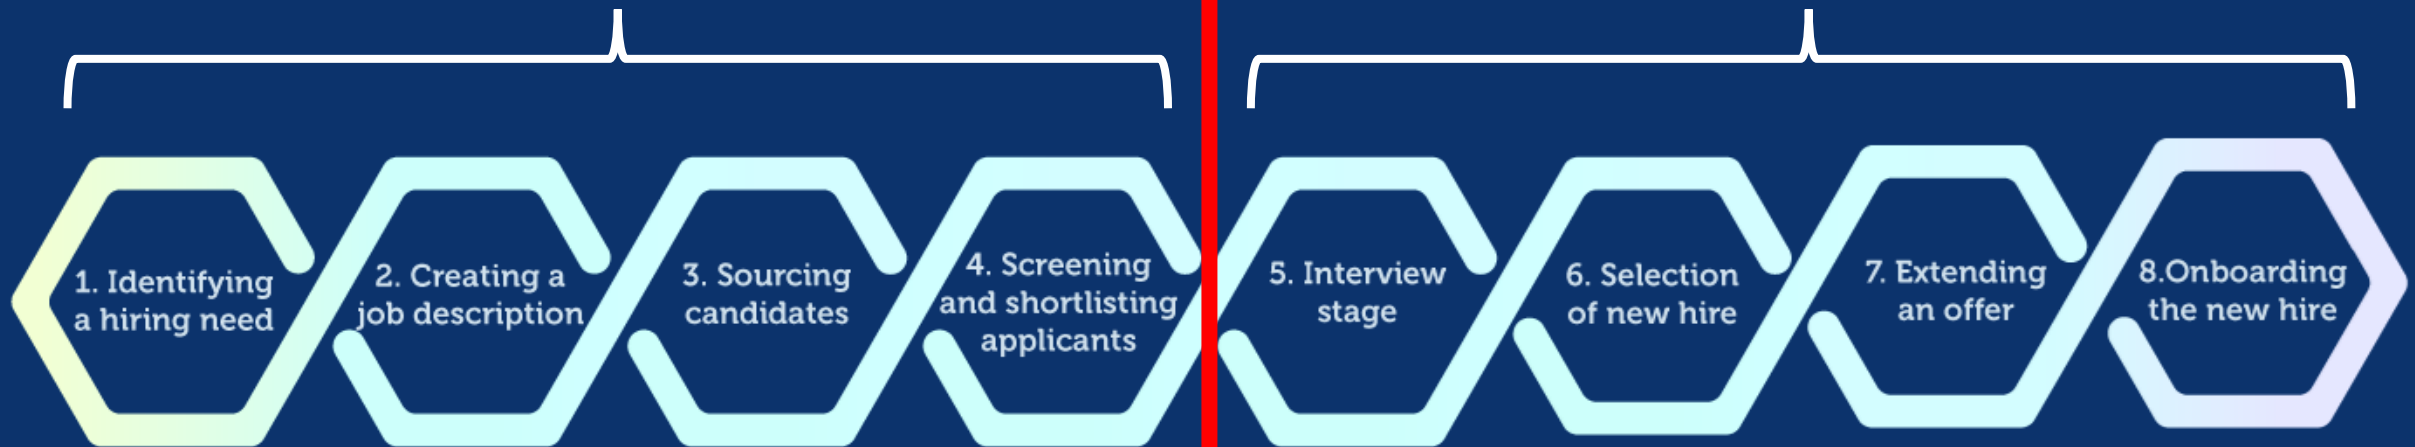 1. Identifying
a hiring need
2. Creating a
job description
3. Sourcing
candidates
4. Screening
and shortlisting
applicants
5. Interview
stage
6. Selection
of new hire
7. Extending
an offer
8.Onboarding
the new hire